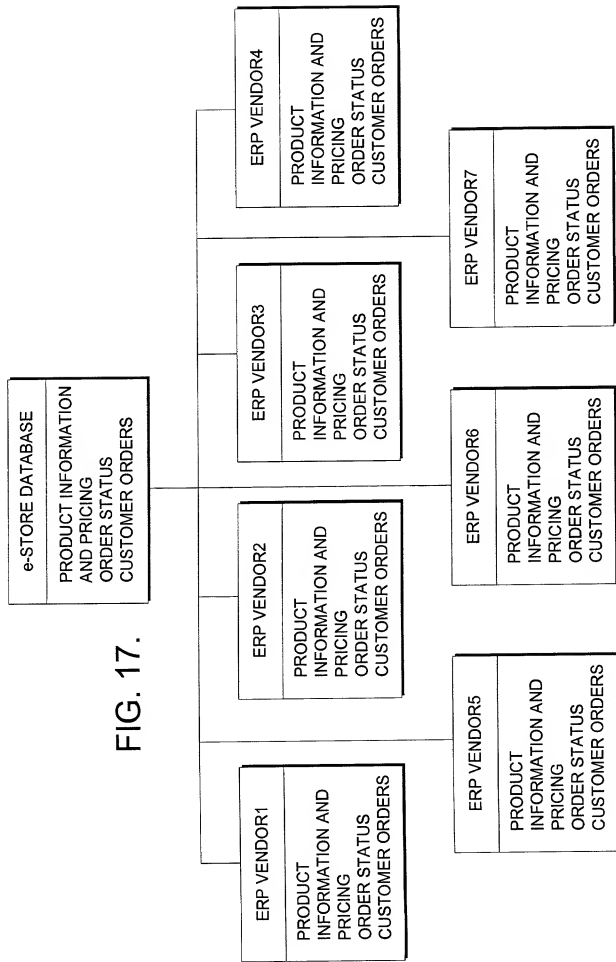 FIG. 17.
e-STORE DATABASE
PRODUCT INFORMATION
AND PRICING
ORDER STATUS
CUSTOMER ORDERS
ERP VENDOR1
PRODUCT
INFORMATION AND
PRICING
ORDER STATUS
CUSTOMER ORDERS
ERP VENDOR2
PRODUCT
INFORMATION AND
PRICING
ORDER STATUS
CUSTOMER ORDERS
ERP VENDOR3
PRODUCT
INFORMATION AND
PRICING
ORDER STATUS
CUSTOMER ORDERS
ERP VENDOR4
PRODUCT
INFORMATION AND
PRICING
ORDER STATUS
CUSTOMER ORDERS
ERP VENDOR5
PRODUCT
INFORMATION AND
PRICING
ORDER STATUS
CUSTOMER ORDERS
ERP VENDOR6
PRODUCT
INFORMATION AND
PRICING
ORDER STATUS
CUSTOMER ORDERS
ERP VENDOR7
PRODUCT
INFORMATION AND
PRICING
ORDER STATUS
CUSTOMER ORDERS